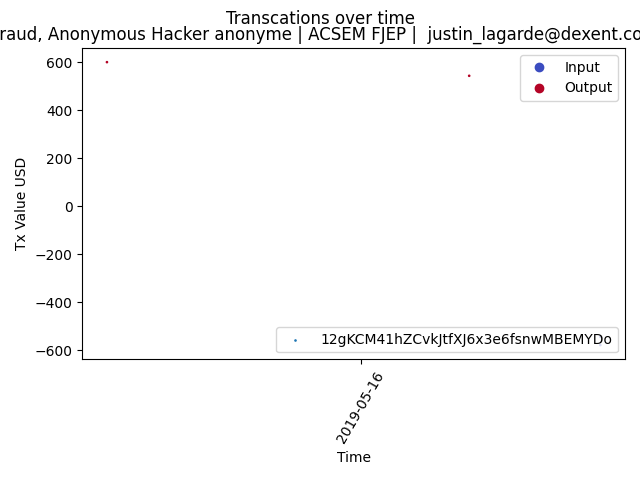 Transcations over time
raud, Anonymous Hacker anonyme | ACSEM FJEP | justin_lagarde@dexent.co
Input
Output
600
400
200
0
−200
−400
−600
Tx Value USD
12gKCM41hZCvkJtfXJ6x3e6fsnwMBEMYDo
2019-05-16
Time